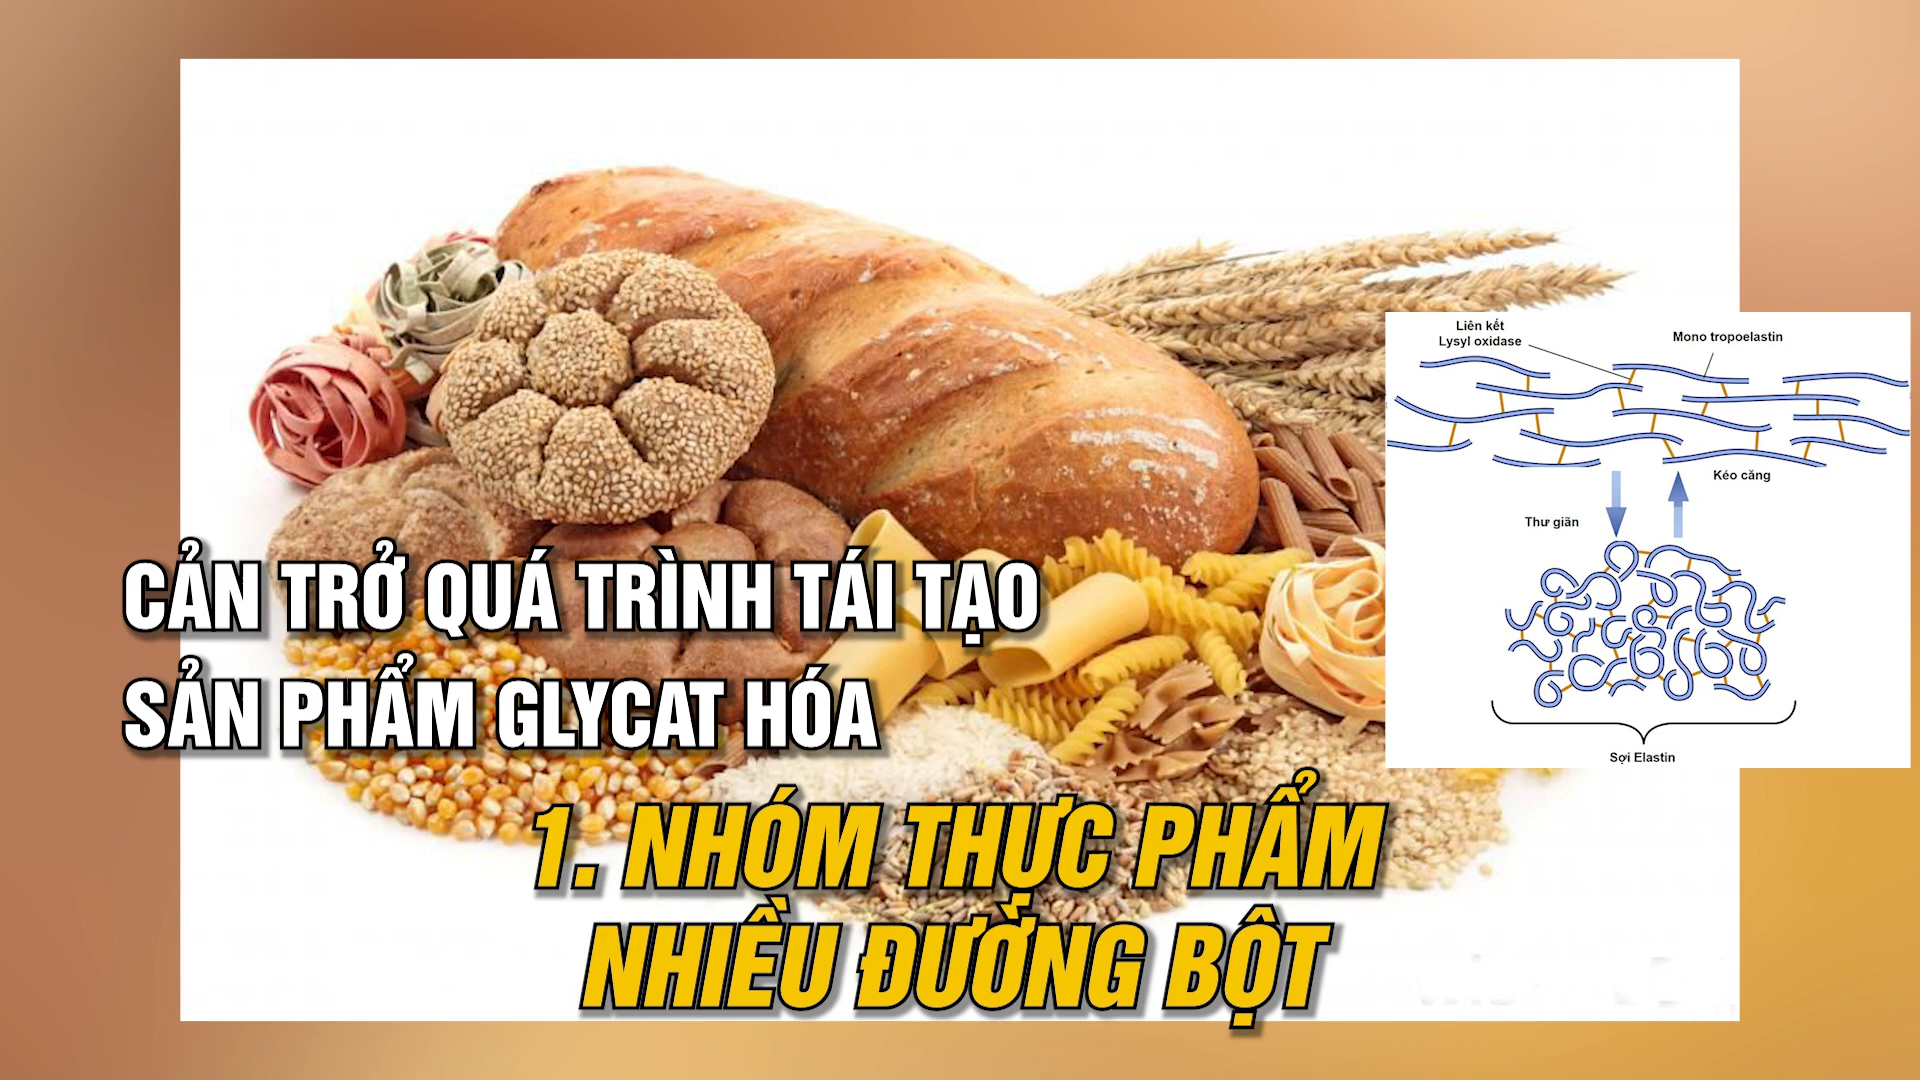 Liên kết
Lysyl oxidase
Mono tropoelastin
Kéo căng
Thư giãn
Sợi Elastin
CẢN TRỞ QUÁ TRÌNH TÁI TẠO
SẢN PHẨM GLYCAT HÓA
1. NHÓM THỰC PHẨM
NHIỀU ĐƯỜNG BỘT